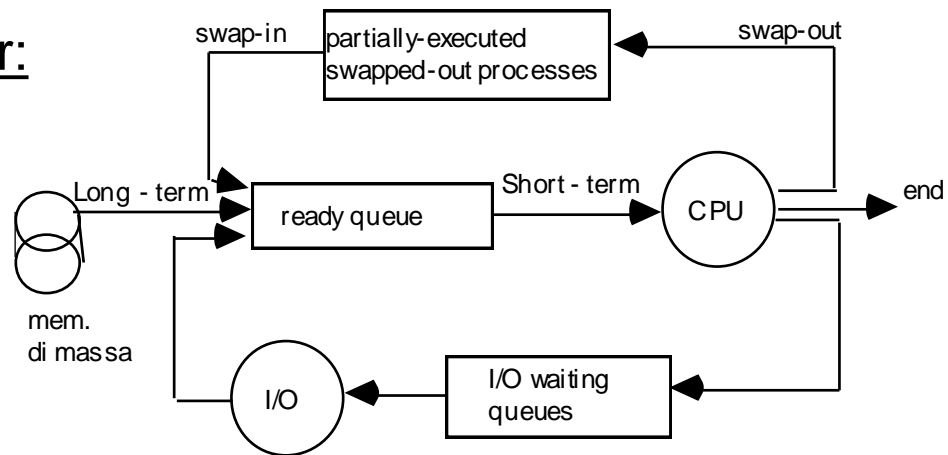 r:
swap-in
partially-executed
swapped-out processes
swap-out
Long - term
ready queue
Short - term
CPU
end
mem.
di massa
I/O
I/O waiting
queues